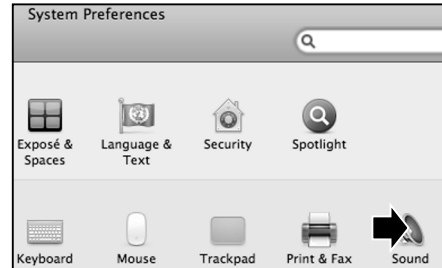 System Preferences
Exposé & Spaces
Language & Text
Security
Spotlight
Keyboard
Mouse
Trackpad
Print & Fax
Sound